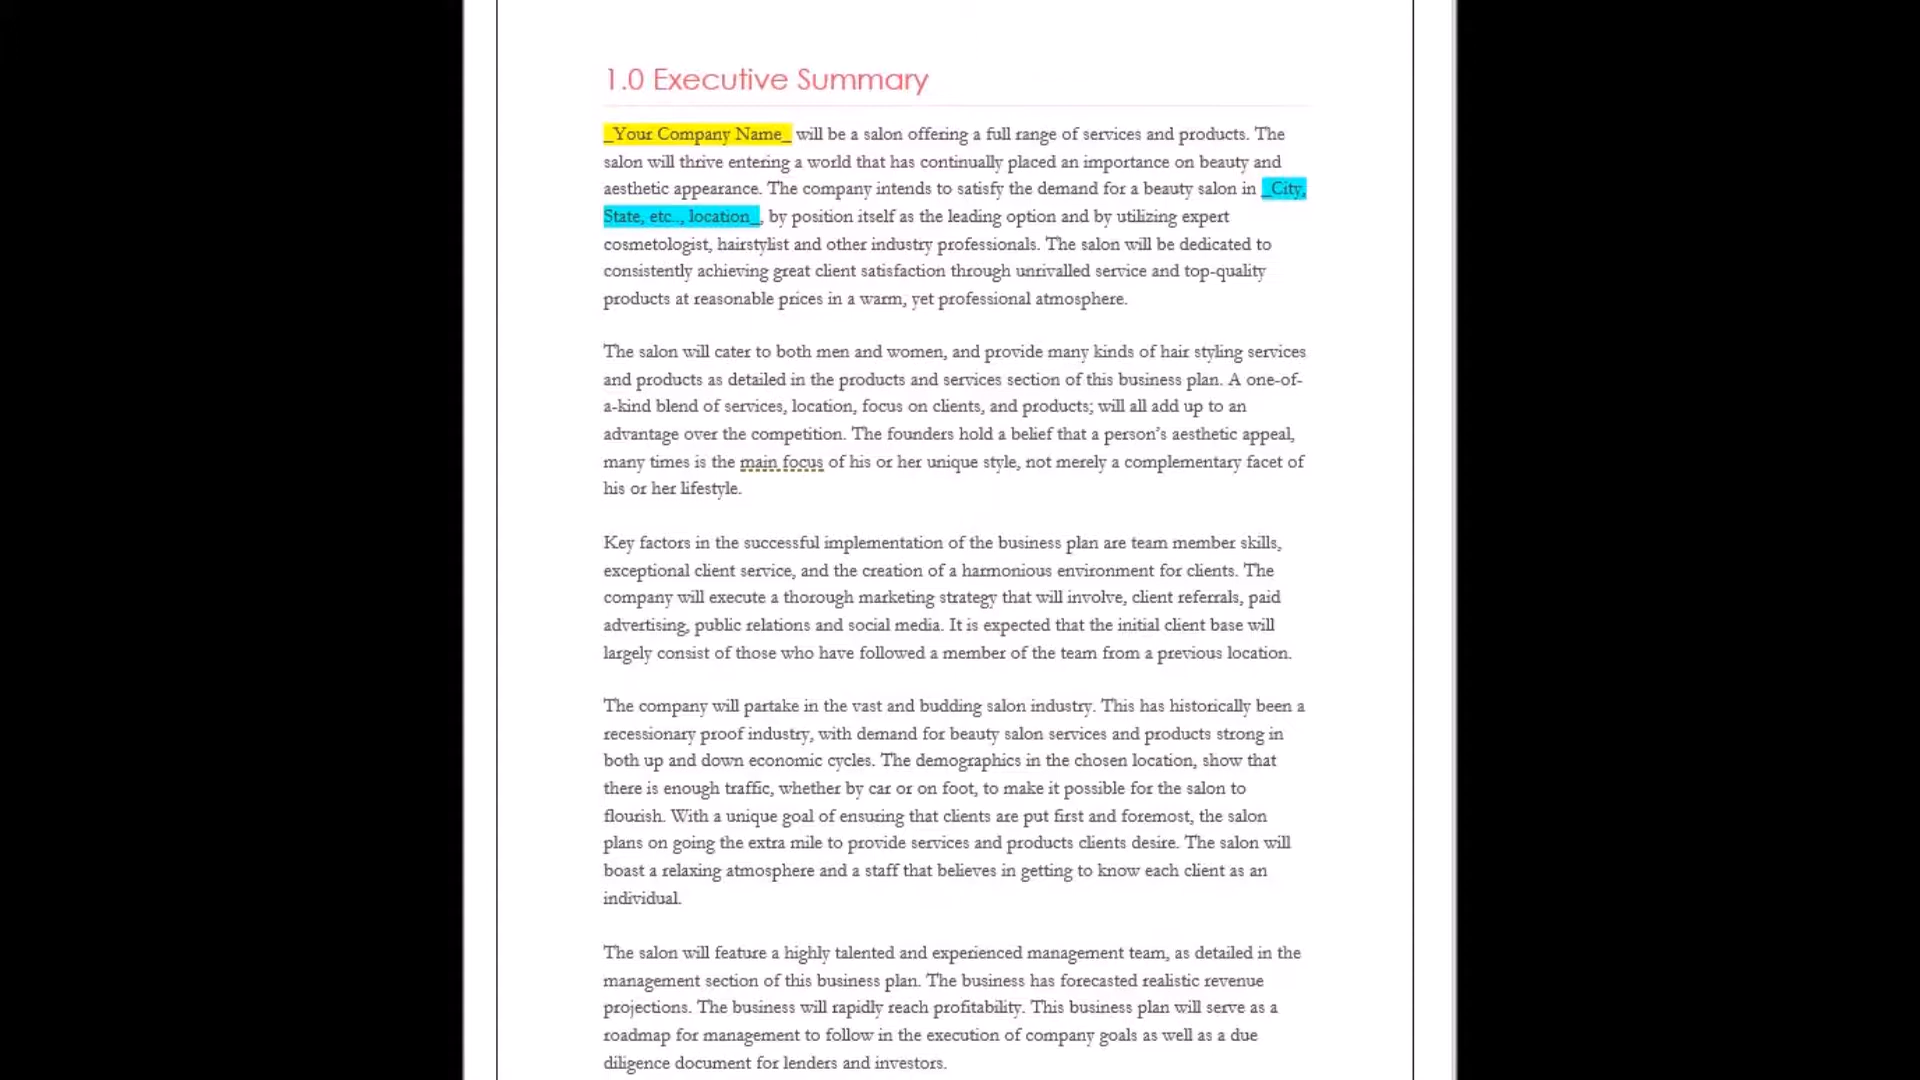 1.0 Executive Summary
_Your Company Name_ will be a salon offering a full range of services and products. The
salon will thrive entering a world that has continually placed an importance on beauty and
aesthetic appearance. The company intends to satisfy the demand for a beauty salon in _City,
State, etc.., location_, by position itself as the leading option and by utilizing expert
cosmetologist, hairstylist and other industry professionals. The salon will be dedicated to
consistently achieving great client satisfaction through unrivalled service and top-quality
products at reasonable prices in a warm, yet professional atmosphere.
The salon will cater to both men and women, and provide many kinds of hair styling services
and products as detailed in the products and services section of this business plan. A one-of-
a-kind blend of services, location, focus on clients, and products; will all add up to an
advantage over the competition. The founders hold a belief that a person's aesthetic appeal,
many times is the main focus of his or her unique style, not merely a complementary facet of
his or her lifestyle.
Key factors in the successful implementation of the business plan are team member skills,
exceptional client service, and the creation of a harmonious environment for clients. The
company will execute a thorough marketing strategy that will involve, client referrals, paid
advertising, public relations and social media. It is expected that the initial client base will
largely consist of those who have followed a member of the team from a previous location.
The company will partake in the vast and budding salon industry. This has historically been a
recessionary proof industry, with demand for beauty salon services and products strong in
both up and down economic cycles. The demographics in the chosen location, show that
there is enough traffic, whether by car or on foot, to make it possible for the salon to
flourish. With a unique goal of ensuring that clients are put first and foremost, the salon
plans on going the extra mile to provide services and products clients desire. The salon will
boast a relaxing atmosphere and a staff that believes in getting to know each client as an
individual.
The salon will feature a highly talented and experienced management team, as detailed in the
management section of this business plan. The business has forecasted realistic revenue
projections. The business will rapidly reach profitability. This business plan will serve as a
roadmap for management to follow in the execution of company goals as well as a due
diligence document for lenders and investors.